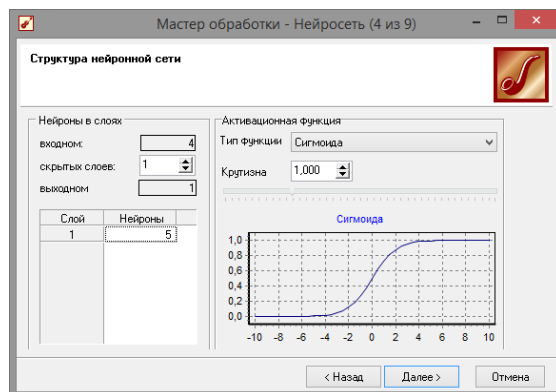 Мастер обработки - Нейросеть (4 из 9)
Структура нейронной сети
Нейроны в слоях
входном: 4
скрытых слоев: 1
выходном 1
Слой Нейроны
1 5
Активационная функция
Тип функции Сигмоида
Крутизна 1,000
Сигмоида
1,0
0,8
0,6
0,4
0,2
0,0
-10 -8 -6 -4 -2 0 2 4 6 8 10
< Назад Далее > Отмена